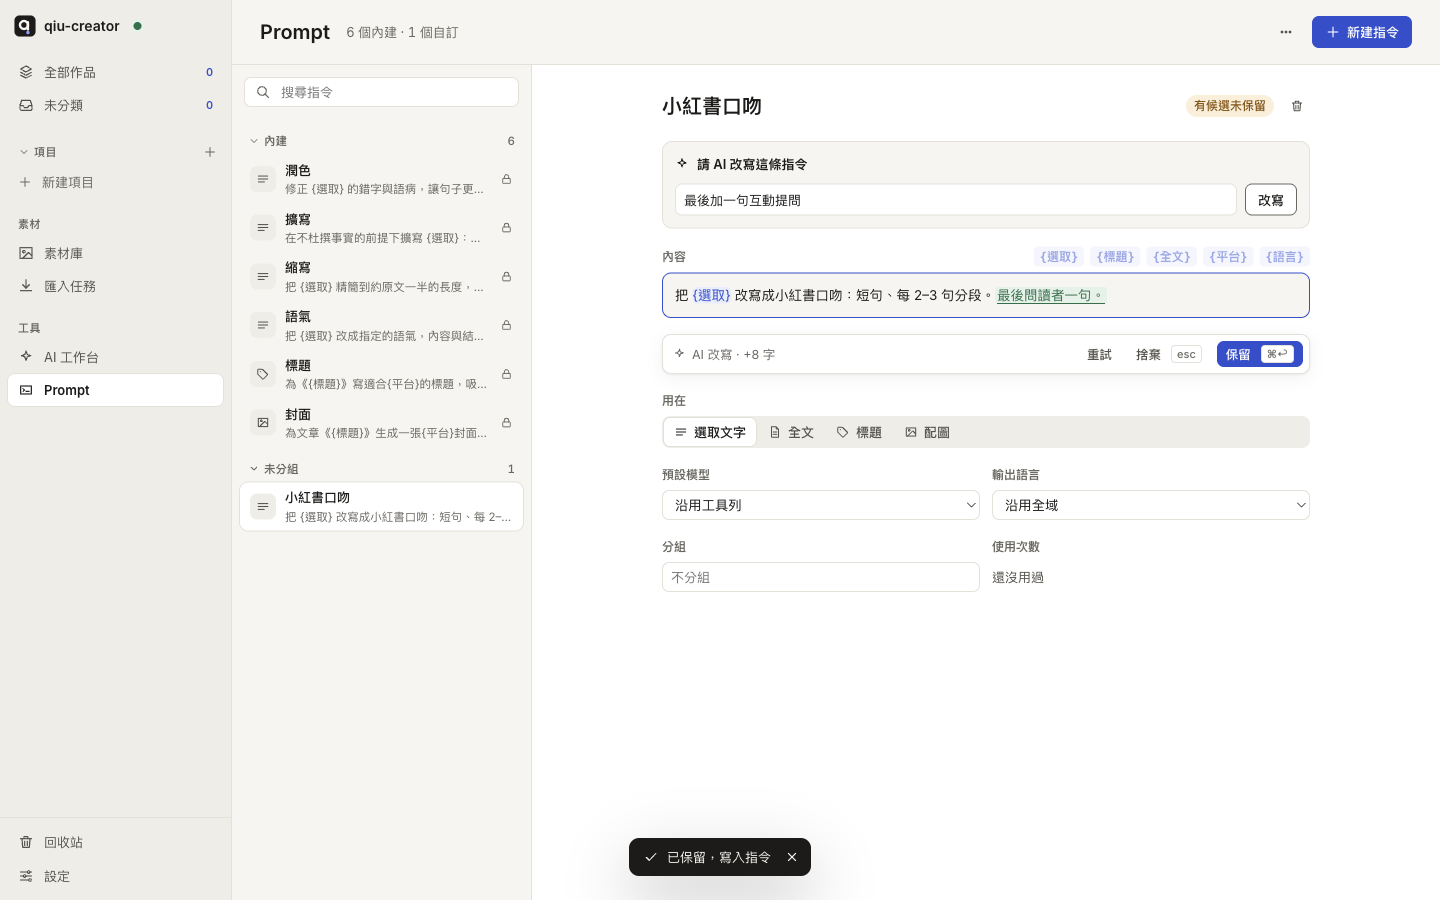 qiu-creator
全部作品 0
未分類 0
項目
新建項目
素材
素材庫
匯入任務
工具
AI 工作台
Prompt
回收站
設定
Prompt 6 個內建 · 1 個自訂
新建指令
搜尋指令
內建 6
潤色
修正 {選取} 的錯字與語病，讓句子更...
擴寫
在不杜撰事實的前提下擴寫 {選取}：...
縮寫
把 {選取} 精簡到約原文一半的長度，...
語氣
把 {選取} 改成指定的語氣，內容與結...
標題
為《{標題}》寫適合{平台}的標題，吸...
封面
為文章《{標題}》生成一張{平台}封面...
未分組 1
小紅書口吻
把 {選取} 改寫成小紅書口吻：短句、每 2–...
小紅書口吻 有候選未保留
請 AI 改寫這條指令
最後加一句互動提問 改寫
內容 {選取} {標題} {全文} {平台} {語言}
把 {選取} 改寫成小紅書口吻：短句、每 2–3 句分段。最後問讀者一句。
AI 改寫 · +8 字 重試 捨棄 esc 保留 ⌘↩
用在
選取文字 全文 標題 配圖
預設模型 輸出語言
沿用工具列 沿用全域
分組 使用次數
不分組 還沒用過
已保留，寫入指令